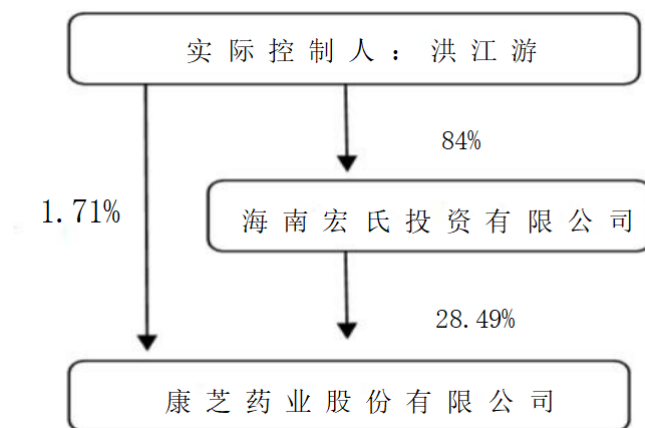 实际控制人：洪江游
84%
1.71%
海南宏氏投资有限公司
28.49%
康芝药业股份有限公司